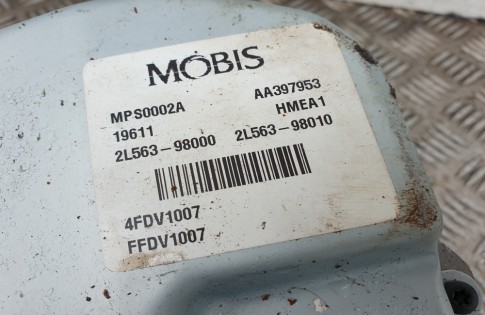 MOBIS
MPS0002A AA397953
19611 HMEA1
2L563-98000 2L563-98010
4FDV1007
FFDV1007